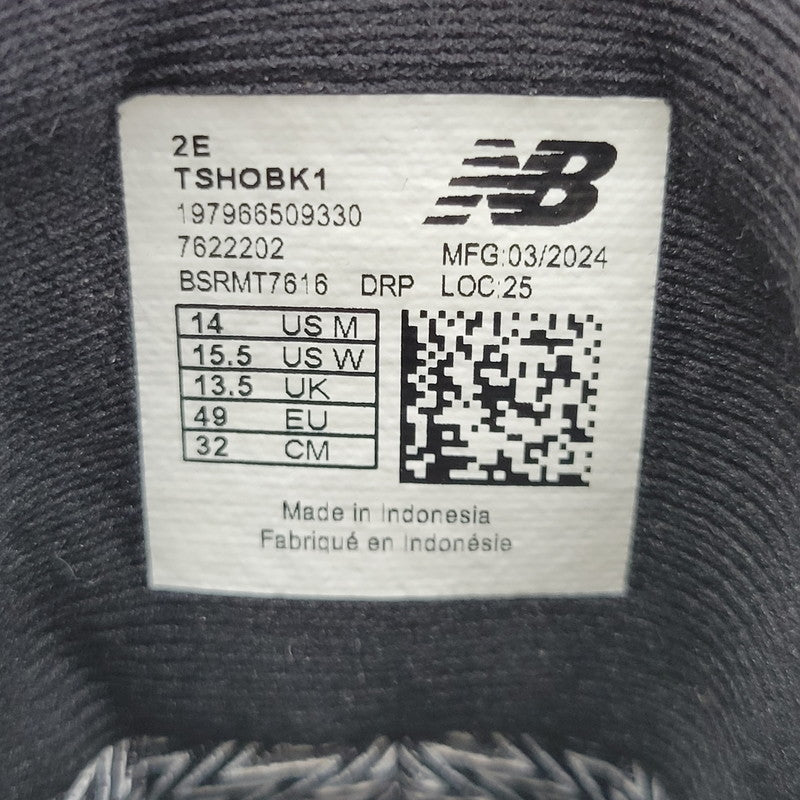 2E
TSHOBK1
NB
197966509330
7622202 MFG:03/2024
BSRMT7616 DRP LOC:25
14 US M
15.5 US W
13.5 UK
49 EU
32 CM
Made in Indonesia
Fabriqué en Indonésie